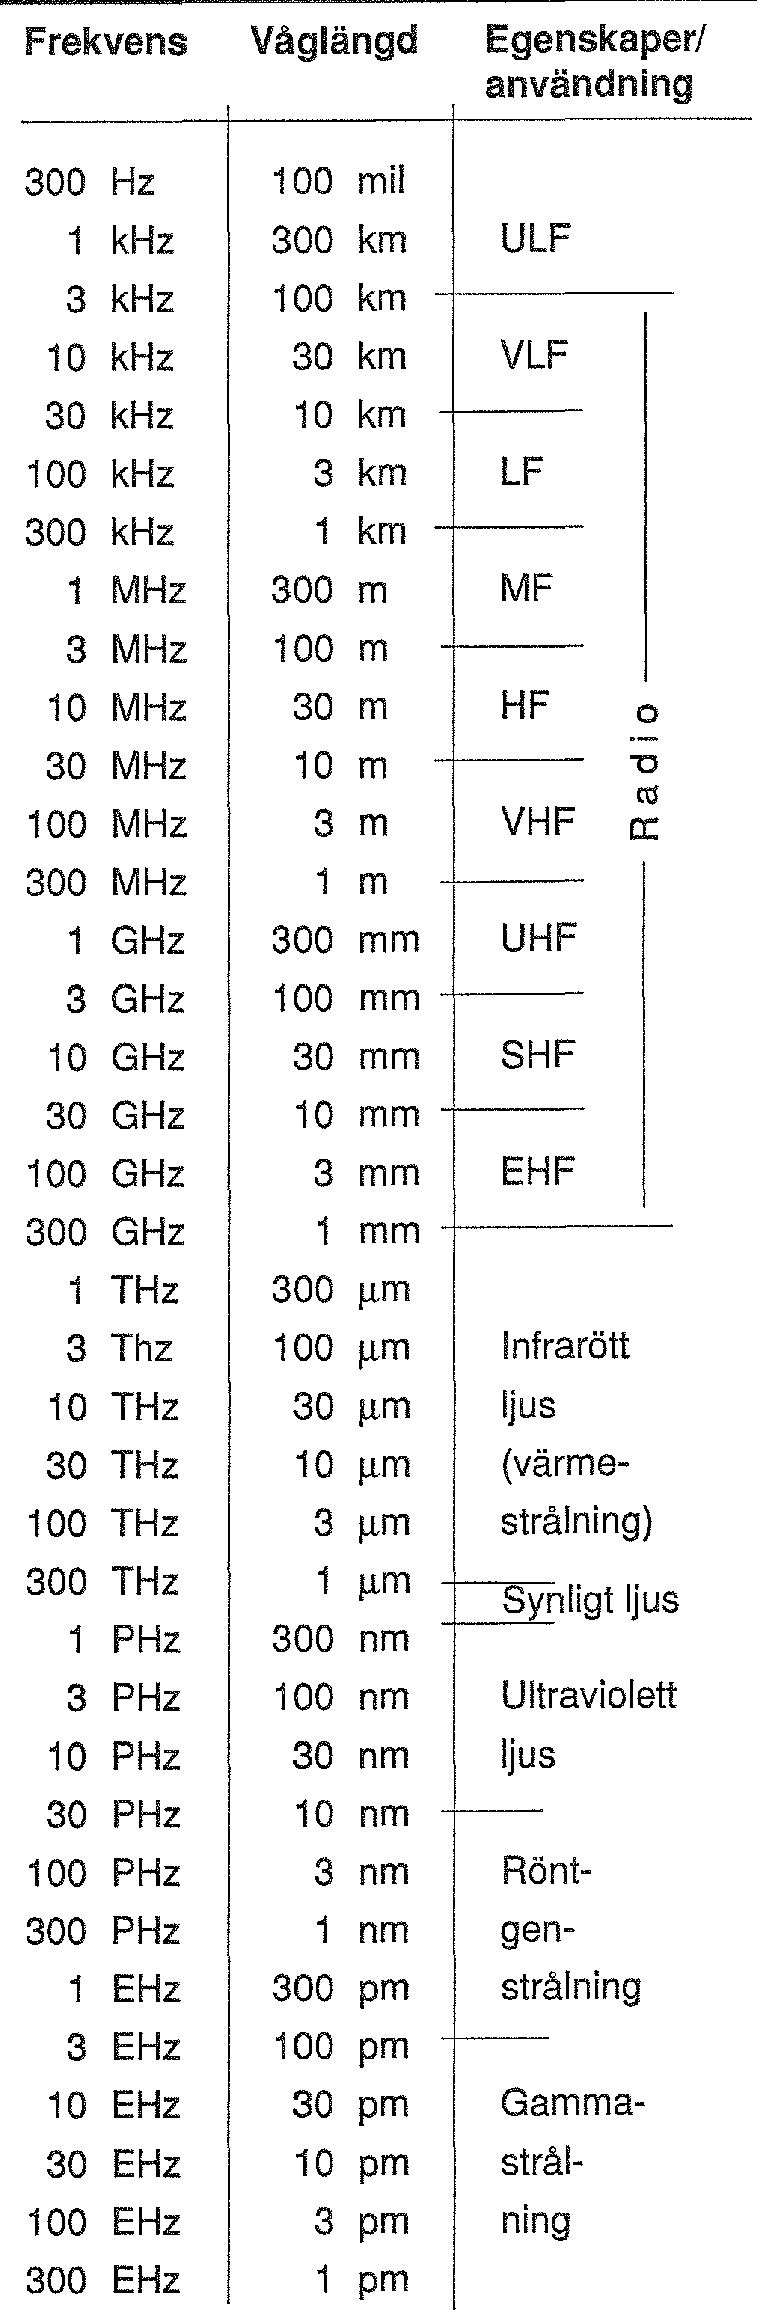 Frekvens Våglängd Egenskaper/
användning
300 Hz 100 mil
1 kHz 300 km ULF
3 kHz 100 km
10 kHz 30 km VLF
30 kHz 10 km
100 kHz 3 km LF
300 kHz 1 km
1 MHz 300 m MF
3 MHz 100 m
10 MHz 30 m HF
30 MHz 10 m
100 MHz 3 m VHF
Radio
300 MHz 1 m
1 GHz 300 mm UHF
3 GHz 100 mm
10 GHz 30 mm SHF
30 GHz 10 mm
100 GHz 3 mm EHF
300 GHz 1 mm
1 THz 300 µm
3 Thz 100 µm Infrarött
10 THz 30 µm ljus
30 THz 10 µm (värme-
100 THz 3 µm strålning)
300 THz 1 µm
Synligt ljus
1 PHz 300 nm
3 PHz 100 nm Ultraviolett
10 PHz 30 nm ljus
30 PHz 10 nm
100 PHz 3 nm Rönt-
300 PHz 1 nm gen-
1 EHz 300 pm strålning
3 EHz 100 pm
10 EHz 30 pm Gamma-
30 EHz 10 pm strål-
100 EHz 3 pm ning
300 EHz 1 pm